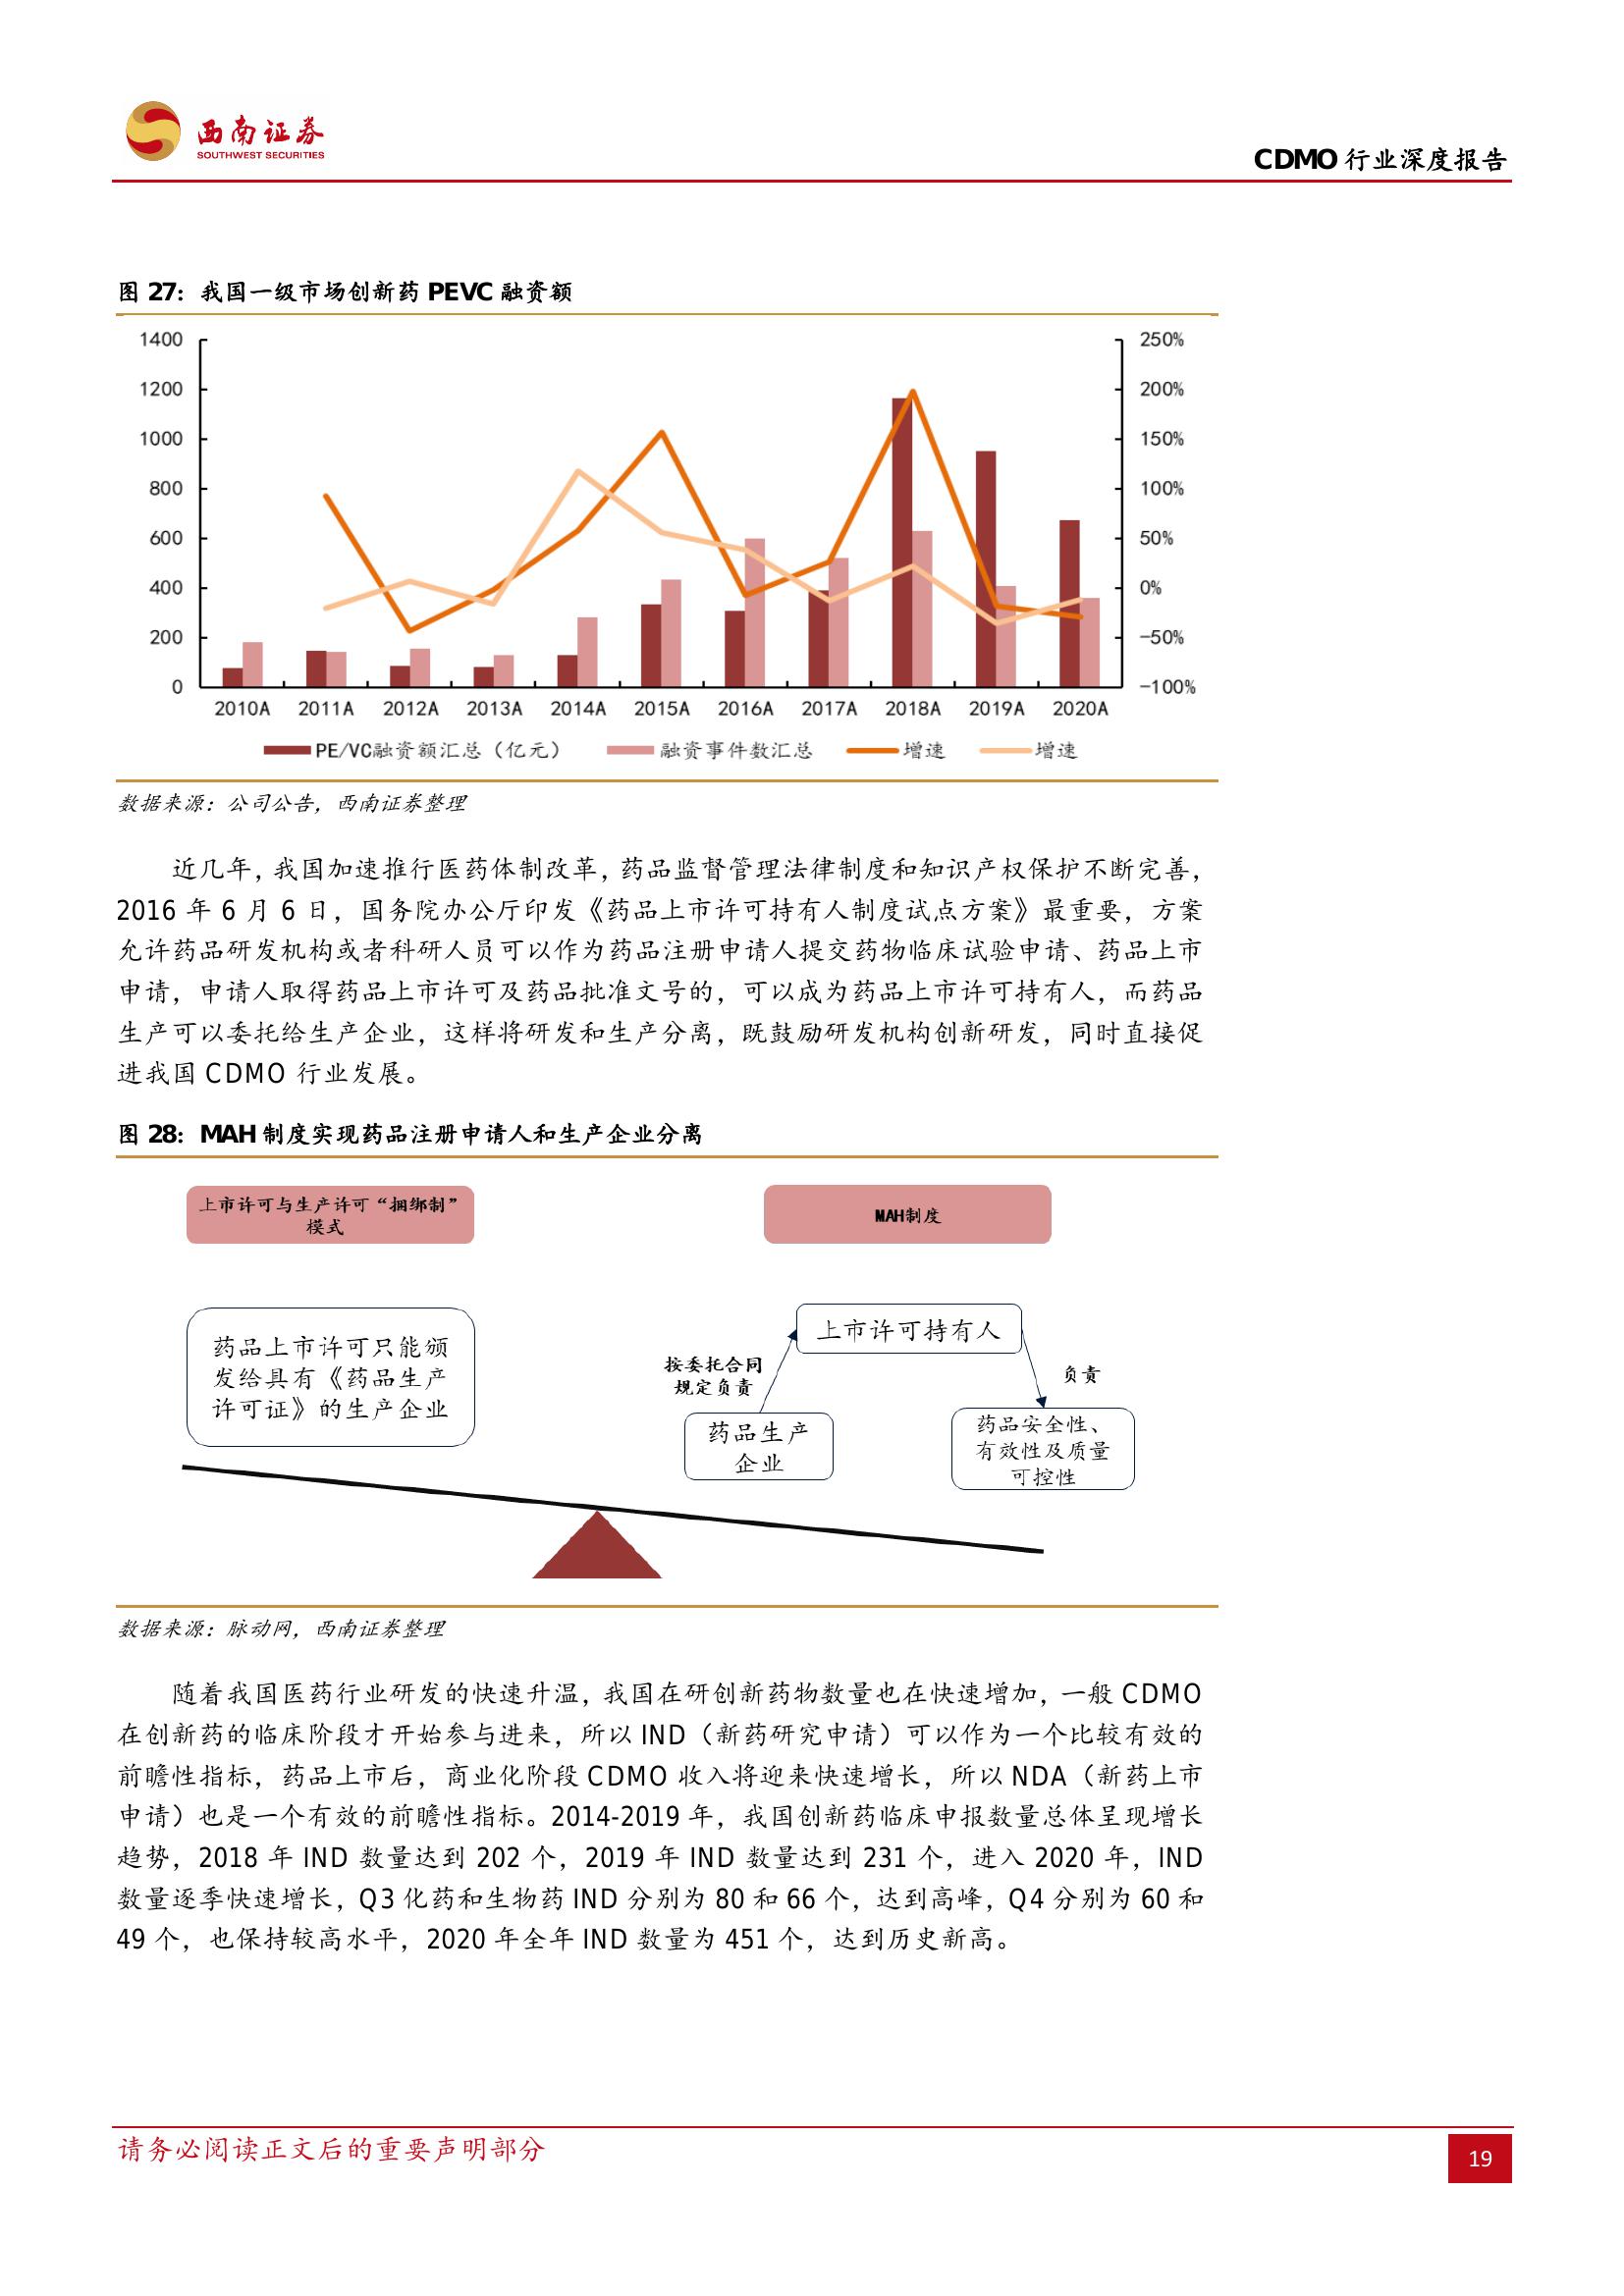 西南证券
SOUTHWEST SECURITIES
CDMO 行业深度报告
图 27：我国一级市场创新药 PEVC 融资额
1400
1200
1000
800
600
400
200
0
250%
200%
150%
100%
50%
0%
-50%
-100%
2010A 2011A 2012A 2013A 2014A 2015A 2016A 2017A 2018A 2019A 2020A
PE/VC融资额汇总（亿元） 融资事件数汇总 增速 增速
数据来源：公司公告，西南证券整理
近几年，我国加速推行医药体制改革，药品监督管理法律制度和知识产权保护不断完善，
2016 年 6 月 6 日，国务院办公厅印发《药品上市许可持有人制度试点方案》最重要，方案
允许药品研发机构或者科研人员可以作为药品注册申请人提交药物临床试验申请、药品上市
申请，申请人取得药品上市许可及药品批准文号的，可以成为药品上市许可持有人，而药品
生产可以委托给生产企业，这样将研发和生产分离，既鼓励研发机构创新研发，同时直接促
进我国 CDMO 行业发展。
图 28：MAH 制度实现药品注册申请人和生产企业分离
上市许可与生产许可“捆绑制”
模式
MAH制度
药品上市许可只能颁
发给具有《药品生产
许可证》的生产企业
上市许可持有人
按委托合同
规定负责
负责
药品生产
企业
药品安全性、
有效性及质量
可控性
数据来源：脉动网，西南证券整理
随着我国医药行业研发的快速升温，我国在研创新药物数量也在快速增加，一般 CDMO
在创新药的临床阶段才开始参与进来，所以 IND（新药研究申请）可以作为一个比较有效的
前瞻性指标，药品上市后，商业化阶段 CDMO 收入将迎来快速增长，所以 NDA（新药上市
申请）也是一个有效的前瞻性指标。2014-2019 年，我国创新药临床申报数量总体呈现增长
趋势，2018 年 IND 数量达到 202 个，2019 年 IND 数量达到 231 个，进入 2020 年，IND
数量逐季快速增长，Q3 化药和生物药 IND 分别为 80 和 66 个，达到高峰，Q4 分别为 60 和
49 个，也保持较高水平，2020 年全年 IND 数量为 451 个，达到历史新高。
请务必阅读正文后的重要声明部分
19